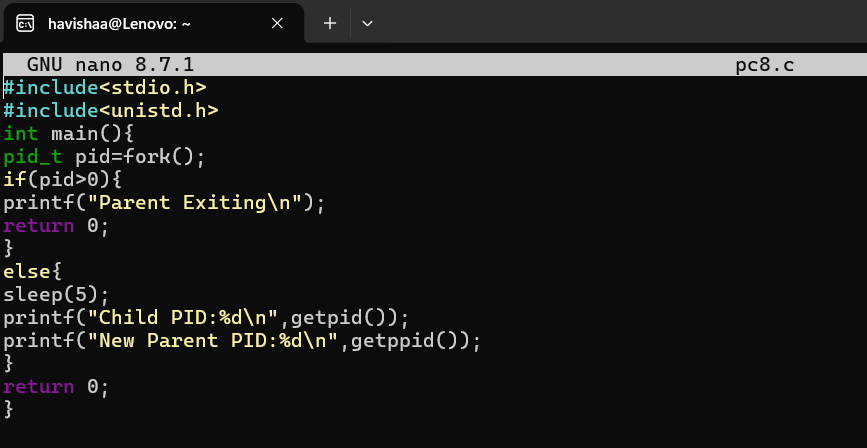 havishaa@Lenovo: ~
GNU nano 8.7.1 pc8.c
#include<stdio.h>
#include<unistd.h>
int main(){
pid_t pid=fork();
if(pid>0){
printf("Parent Exiting\n");
return 0;
}
else{
sleep(5);
printf("Child PID:%d\n",getpid());
printf("New Parent PID:%d\n",getppid());
}
return 0;
}